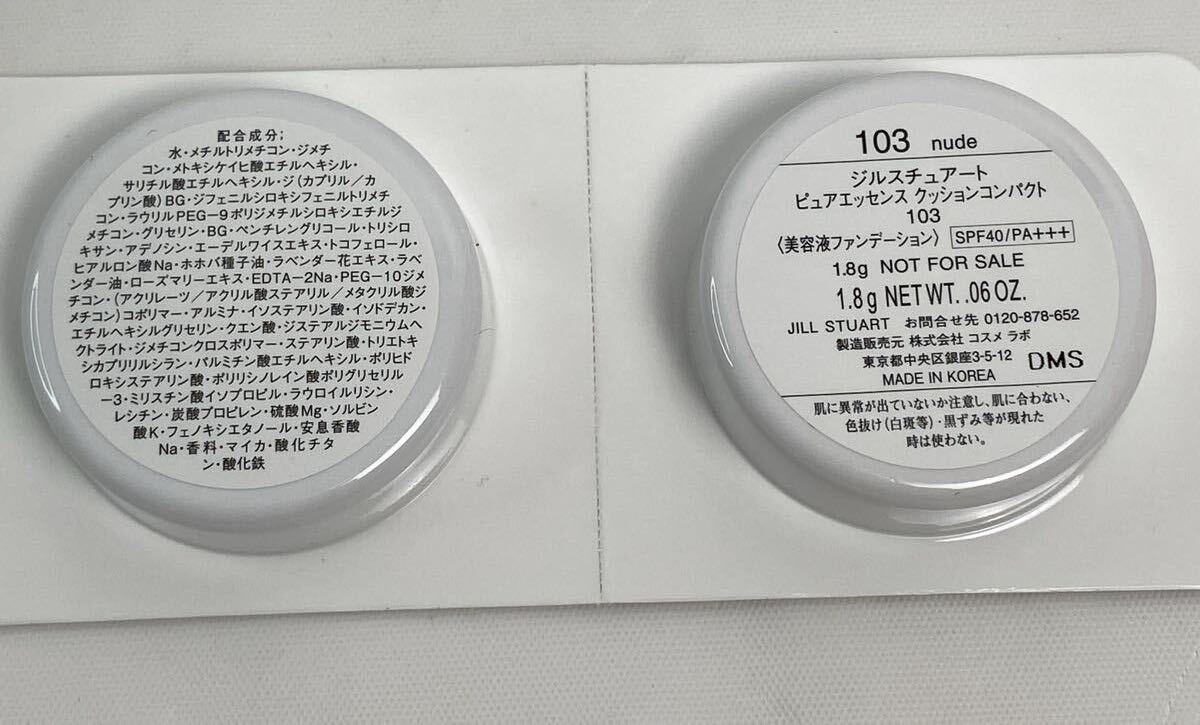 配合成分；
水・メチルトリメチコン・ジメチ
コン・メトキシケイヒ酸エチルヘキシル・
サリチル酸エチルヘキシル・ジ（カプリル／カ
プリン酸）BG・ジフェニルシロキシフェニルトリメチ
コン・ラウリルPEG－9ポリジメチルシロキシエチルジ
メチコン・グリセリン・BG・ペンチレングリコール・トリシロ
キサン・アデノシン・エーデルワイスエキス・トコフェロール・
ヒアルロン酸Na・ホホバ種子油・ラベンダー花エキス・ラベ
ンダー油・ローズマリーエキス・EDTA－2Na・PEG－10ジメ
チコン・（アクリレーツ／アクリル酸ステアリル／メタクリル酸ジ
メチコン）コポリマー・アルミナ・イソステアリン酸・イソドデカン・
エチルヘキシルグリセリン・クエン酸・ジステアルジモニウムヘ
クトライト・ジメチコンクロスポリマー・ステアリン酸・トリエトキ
シカプリリルシラン・パルミチン酸エチルヘキシル・ポリヒド
ロキシステアリン酸・ポリリシノレイン酸ポリグリセリル
－3・ミリスチン酸イソプロピル・ラウロイルリシン・
レシチン・炭酸プロピレン・硫酸Mg・ソルビン
酸K・フェノキシエタノール・安息香酸
Na・香料・マイカ・酸化チタ
ン・酸化鉄
103 nude
ジルスチュアート
ピュアエッセンス クッションコンパクト
103
〈美容液ファンデーション〉 SPF40/PA+++
1.8g NOT FOR SALE
1.8g NET WT. .06 OZ.
JILL STUART お問合せ先 0120-878-652
製造販売元 株式会社 コスメ ラボ
東京都中央区銀座3-5-12 DMS
MADE IN KOREA
肌に異常が出ていないか注意し、肌に合わない、
色抜け（白斑等）・黒ずみ等が現れた
時は使わない。